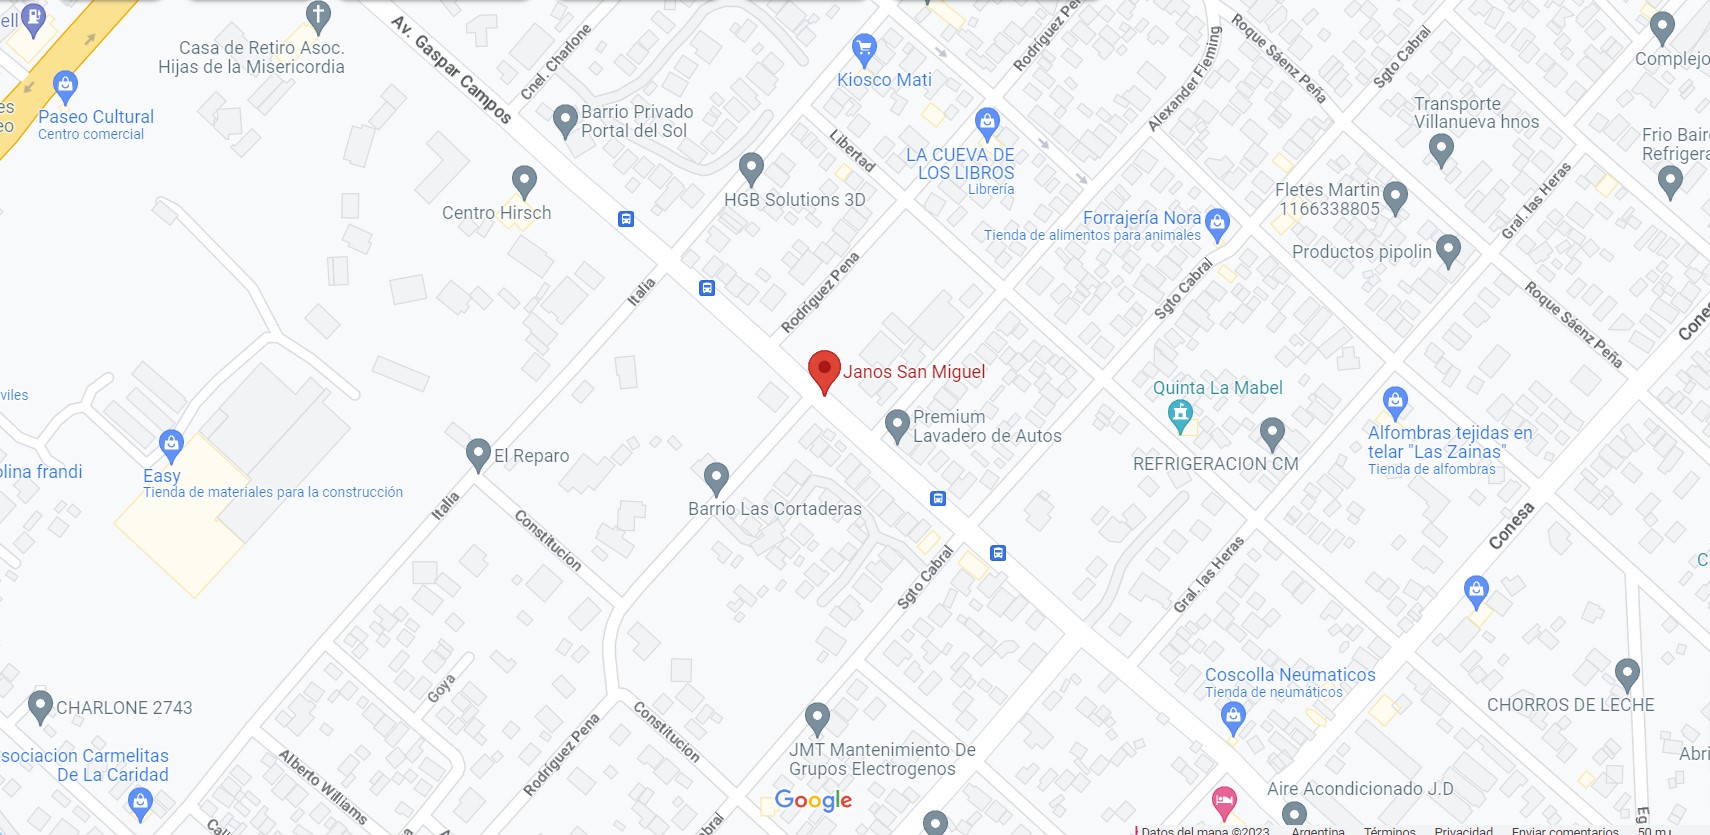 ell
Av. Gaspar Campos
Cnel. Charlone
Casa de Retiro Asoc.
Hijas de la Misericordia
Kiosco Mati
Rodríguez Pe
Alexander Fleming
Roque Sáenz Peña
Sgto Cabral
Complejo
es
eo
Paseo Cultural
Centro comercial
Barrio Privado
Portal del Sol
Libertad
LA CUEVA DE
LOS LIBROS
Librería
Transporte
Villanueva hnos
Frio Bair
Refrigera
Centro Hirsch
HGB Solutions 3D
Fletes Martin
1166338805
Gral. las Heras
Forrajería Nora
Tienda de alimentos para animales
Productos pipolin
Italia
Rodríguez Pena
Sgto Cabral
Roque Sáenz Peña
Cone
Janos San Miguel
viles
Quinta La Mabel
Premium
Lavadero de Autos
Alfombras tejidas en
telar "Las Zainas"
Tienda de alfombras
El Reparo
REFRIGERACION CM
olina frandi
Easy
Tienda de materiales para la construcción
Barrio Las Cortaderas
Italia
Constitucion
Conesa
Sgto Cabral
Gral. las Heras
C
Goya
Coscolla Neumaticos
Tienda de neumáticos
CHARLONE 2743
CHORROS DE LECHE
Rodríguez Pena
Constitucion
sociacion Carmelitas
De La Caridad
JMT Mantenimiento De
Grupos Electrogenos
Abri
Alberto Williams
Google
Aire Acondicionado J.D
Eg
Call
bral
Datos del mapa ©2023 Argentina Términos Privacidad Enviar comentarios 50 m